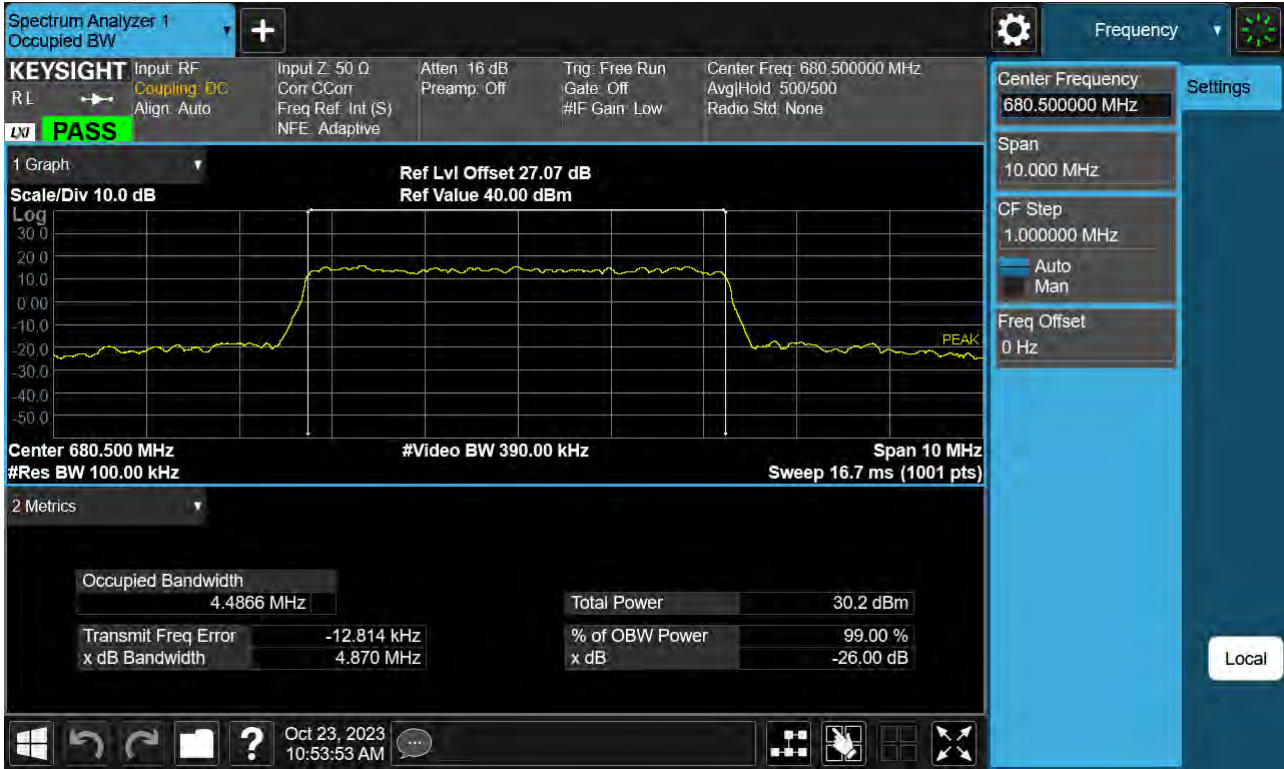 Spectrum Analyzer 1
Occupied BW
+
Frequency
KEYSIGHT
RL
LXI
PASS
Input: RF
Coupling: DC
Align: Auto
Input Z: 50 Ω
Corr CCorr
Freq Ref: Int (S)
NFE: Adaptive
Atten: 16 dB
Preamp: Off
Trig: Free Run
Gate: Off
#IF Gain: Low
Center Freq: 680.500000 MHz
Avg|Hold: 500/500
Radio Std: None
Center Frequency
680.500000 MHz
Settings
Span
10.000 MHz
CF Step
1.000000 MHz
Auto
Man
Freq Offset
0 Hz
Local
1 Graph
Scale/Div 10.0 dB
Ref Lvl Offset 27.07 dB
Ref Value 40.00 dBm
Log
30.0
20.0
10.0
0.00
-10.0
-20.0
-30.0
-40.0
-50.0
PEAK
Center 680.500 MHz
#Video BW 390.00 kHz
Span 10 MHz
#Res BW 100.00 kHz
Sweep 16.7 ms (1001 pts)
2 Metrics
Occupied Bandwidth
4.4866 MHz
Total Power 30.2 dBm
Transmit Freq Error -12.814 kHz
% of OBW Power 99.00 %
x dB Bandwidth 4.870 MHz
x dB -26.00 dB
?
Oct 23, 2023
10:53:53 AM